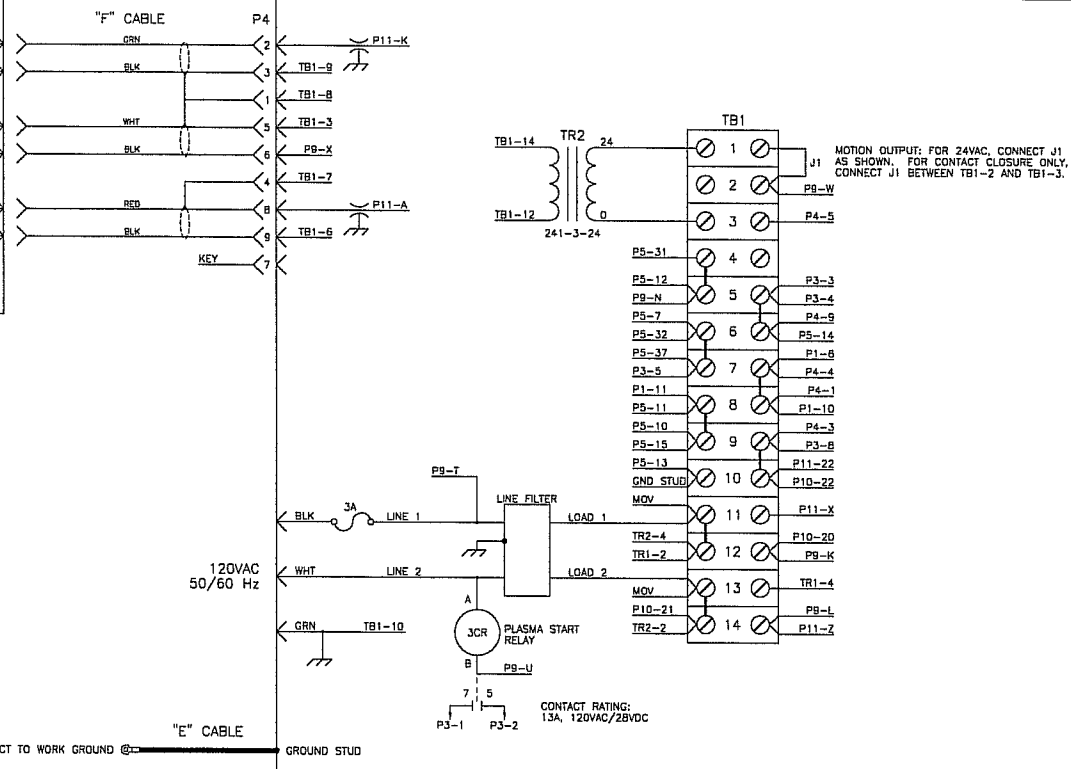 "F" CABLE
P4
GRN
2
P11-K
BLK
3
TB1-9
1
TB1-8
WHT
5
TB1-3
BLK
6
P9-X
4
TB1-7
RED
8
P11-A
BLK
9
TB1-6
KEY
7
TB1
TB1-14
TR2
24
TB1-12
0
241-3-24
1
J1
MOTION OUTPUT: FOR 24VAC, CONNECT J1
AS SHOWN. FOR CONTACT CLOSURE ONLY,
CONNECT J1 BETWEEN TB1-2 AND TB1-3.
2
P9-W
3
P4-5
P5-31
4
P5-12
P9-N
5
P3-3
P3-4
P5-7
P5-32
6
P4-9
P5-14
P5-37
P3-5
7
P1-6
P4-4
P1-11
P5-11
8
P4-1
P1-10
P5-10
P5-15
9
P4-3
P3-8
P5-13
GND STUD
10
P11-22
P10-22
MOV
11
P11-X
TR2-4
TR1-2
12
P10-20
P9-K
MOV
13
TR1-4
P10-21
TR2-2
14
P9-L
P11-Z
P9-T
LINE FILTER
BLK
3A
LINE 1
LOAD 1
120VAC
50/60 Hz
WHT
LINE 2
LOAD 2
A
3CR
PLASMA START
RELAY
B
P9-U
GRN
TB1-10
7
5
P3-1
P3-2
CONTACT RATING:
13A, 120VAC/28VDC
"E" CABLE
CT TO WORK GROUND
GROUND STUD